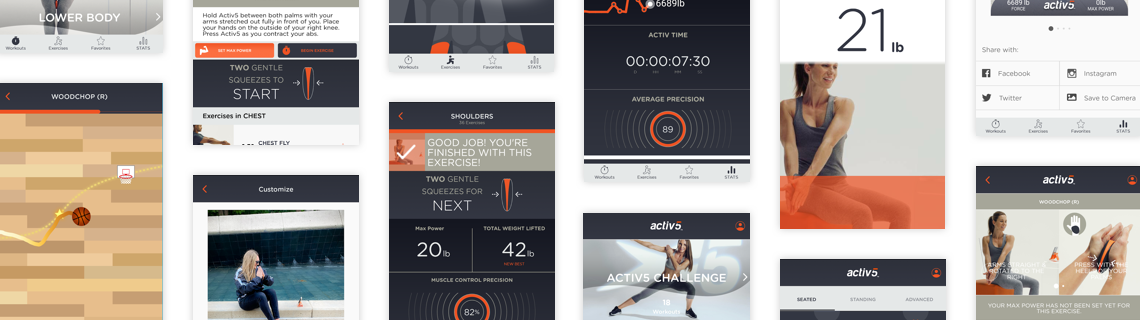 LOWER BODY
Workouts
Exercises
Favorites
STATS
WOODCHOP (R)
Hold Activ5 between both palms with your
arms stretched out fully in front of you. Place
your hands on the outside of your right knee.
Press Activ5 as you contract your abs.
SET MAX POWER
BEGIN EXERCISE
TWO GENTLE
SQUEEZES TO
START
Exercises in CHEST
CHEST FLY
Customize
Workouts
Exercises
Favorites
STATS
SHOULDERS
GOOD JOB! YOU'RE
FINISHED WITH THIS
EXERCISE!
TWO GENTLE
SQUEEZES FOR
NEXT
Max Power
TOTAL WEIGHT LIFTED
20lb
42lb
NEW BEST
MUSCLE CONTROL PRECISION
82%
6689lb
ACTIV TIME
00:00:07:30
AVERAGE PRECISION
89
Workouts
Exercises
Favorites
STATS
activ5
ACTIV5 CHALLENGE
18
Workouts
21lb
activ5
SEATED
STANDING
ADVANCED
6689 lb
FORCE
activ5
0lb
MAX POWER
Share with:
Facebook
Instagram
Twitter
Save to Camera
Workouts
Exercises
Favorites
STATS
activ5
WOODCHOP (R)
PRESS WITH THE
YOUR MAX POWER HAS NOT BEEN SET YET FOR
THIS EXERCISE.